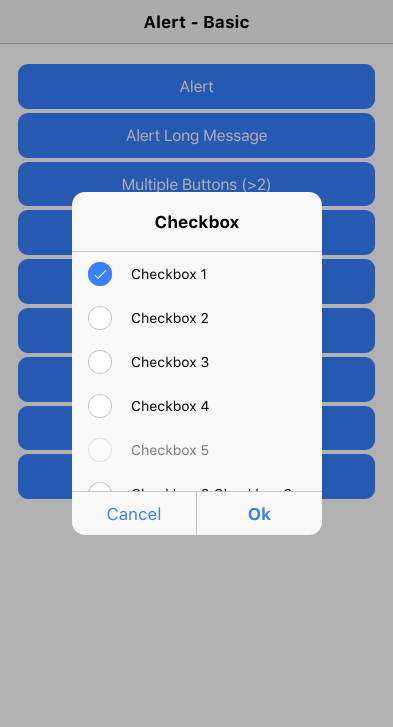 Alert - Basic
Alert
Alert Long Message
Multiple Buttons (>2)
Checkbox
Checkbox 1
Checkbox 2
Checkbox 3
Checkbox 4
Checkbox 5
Cancel
Ok